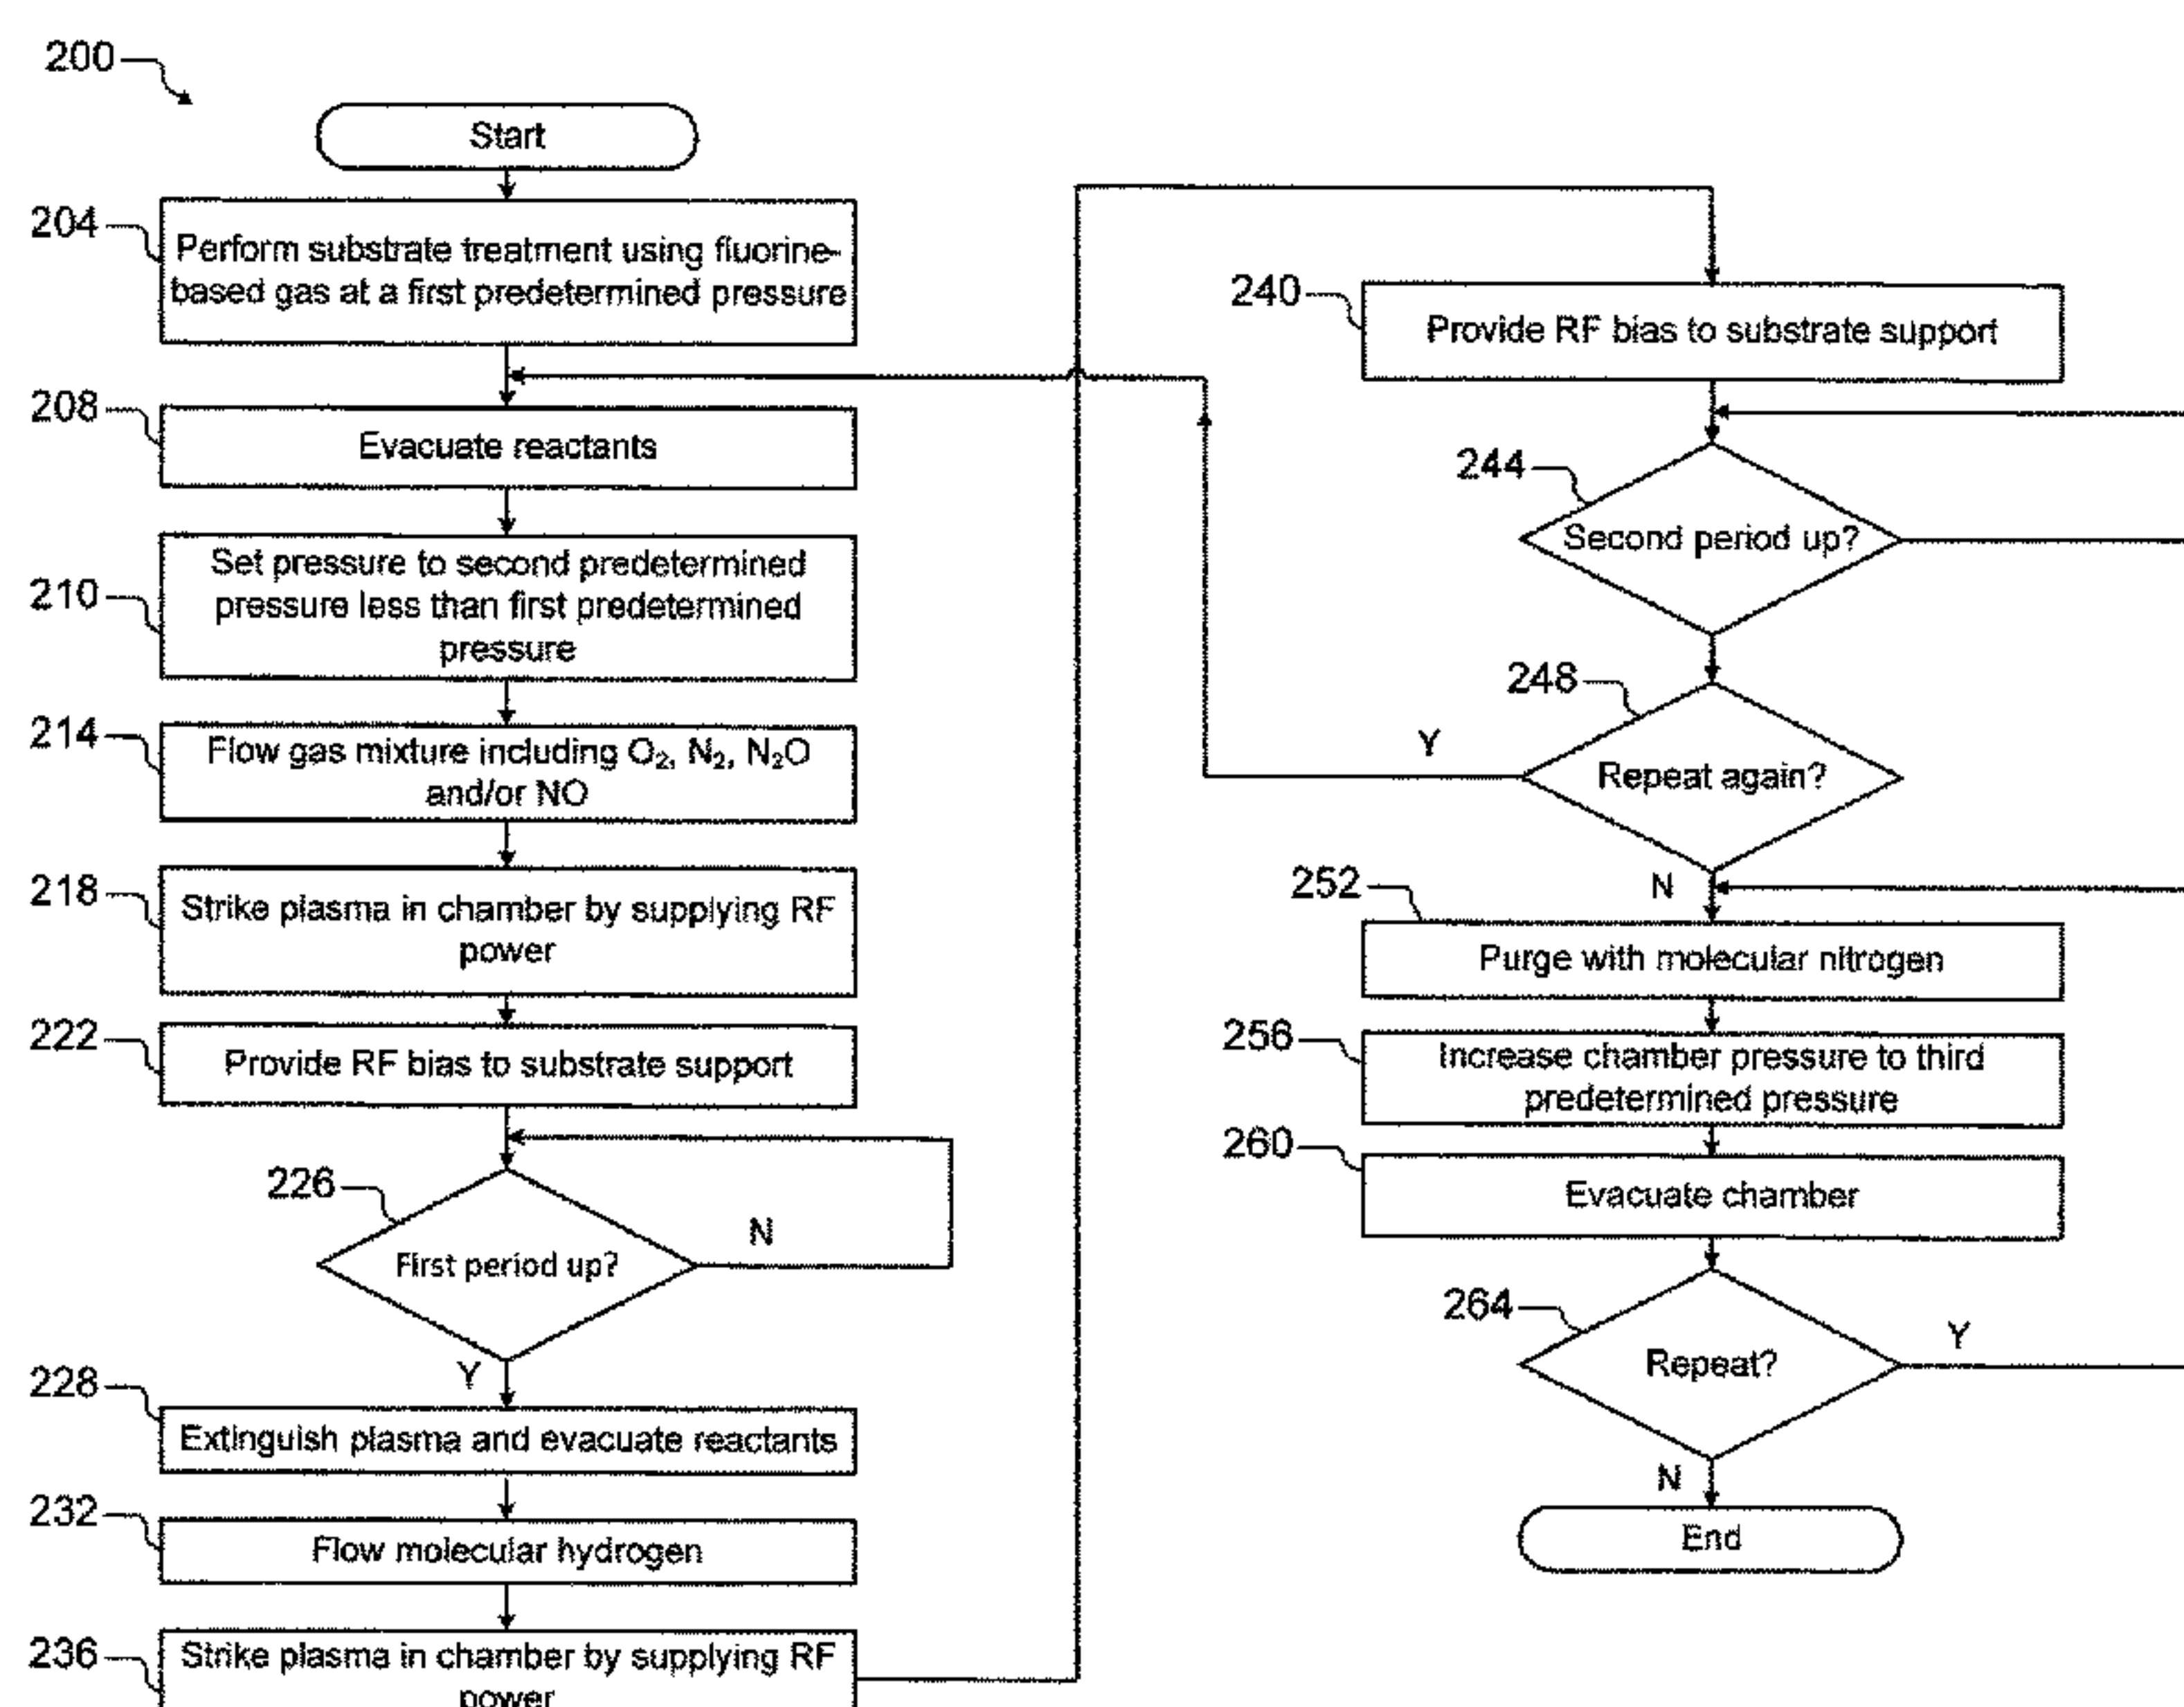 200
Start
204
Perform substrate treatment using fluorine-
based gas at a first predetermined pressure
208
Evacuate reactants
210
Set pressure to second predetermined
pressure less than first predetermined
pressure
214
Flow gas mixture including O₂, N₂, N₂O
and/or NO
218
Strike plasma in chamber by supplying RF
power
222
Provide RF bias to substrate support
226
First period up?
N
Y
228
Extinguish plasma and evacuate reactants
232
Flow molecular hydrogen
236
Strike plasma in chamber by supplying RF
power
240
Provide RF bias to substrate support
244
Second period up?
248
Y
Repeat again?
N
252
Purge with molecular nitrogen
256
Increase chamber pressure to third
predetermined pressure
260
Evacuate chamber
264
Repeat?
Y
N
End